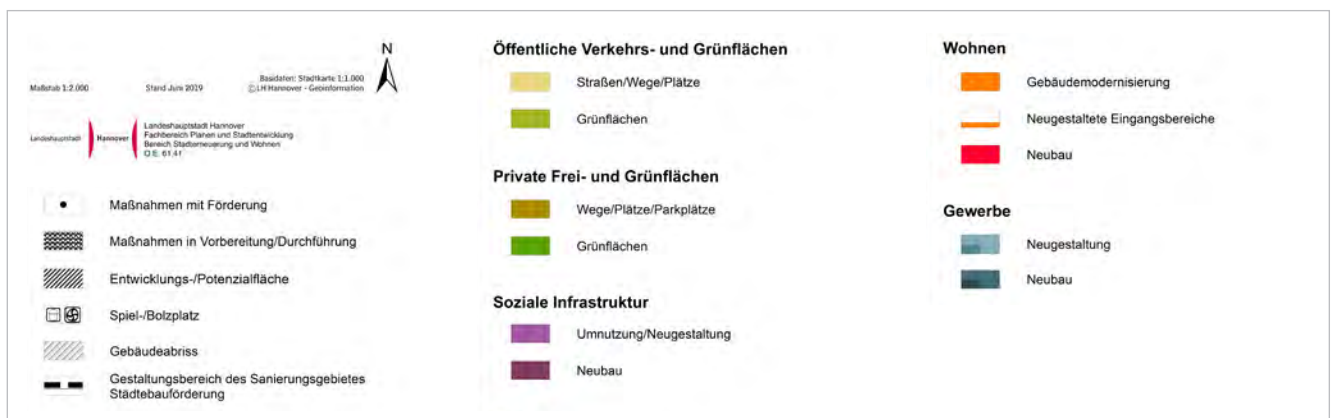 N
Maßstab 1:2.000
Stand Juni 2019
Basidaten: Stadtkarte 1:1.000
©LH Hannover - Geoinformation
Landeshauptstadt
Hannover
Landeshauptstadt Hannover
Fachbereich Planen und Stadtentwicklung
Bereich Stadterneuerung und Wohnen
O.E. 61.41
Maßnahmen mit Förderung
Maßnahmen in Vorbereitung/Durchführung
Entwicklungs-/Potenzialfläche
Spiel-/Bolzplatz
Gebäudeabriss
Gestaltungsbereich des Sanierungsgebietes
Städtebauförderung
Öffentliche Verkehrs- und Grünflächen
Straßen/Wege/Plätze
Grünflächen
Private Frei- und Grünflächen
Wege/Plätze/Parkplätze
Grünflächen
Soziale Infrastruktur
Umnutzung/Neugestaltung
Neubau
Wohnen
Gebäudemodernisierung
Neugestaltete Eingangsbereiche
Neubau
Gewerbe
Neugestaltung
Neubau